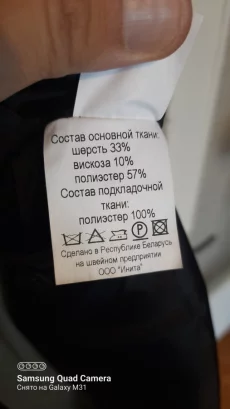 Состав основной ткани:
шерсть 33%
вискоза 10%
полиэстер 57%
Состав подкладочной
ткани:
полиэстер 100%
P
Сделано в Республике Беларусь
на швейном предприятии
ООО "Инита"
Samsung Quad Camera
Снято на Galaxy M31